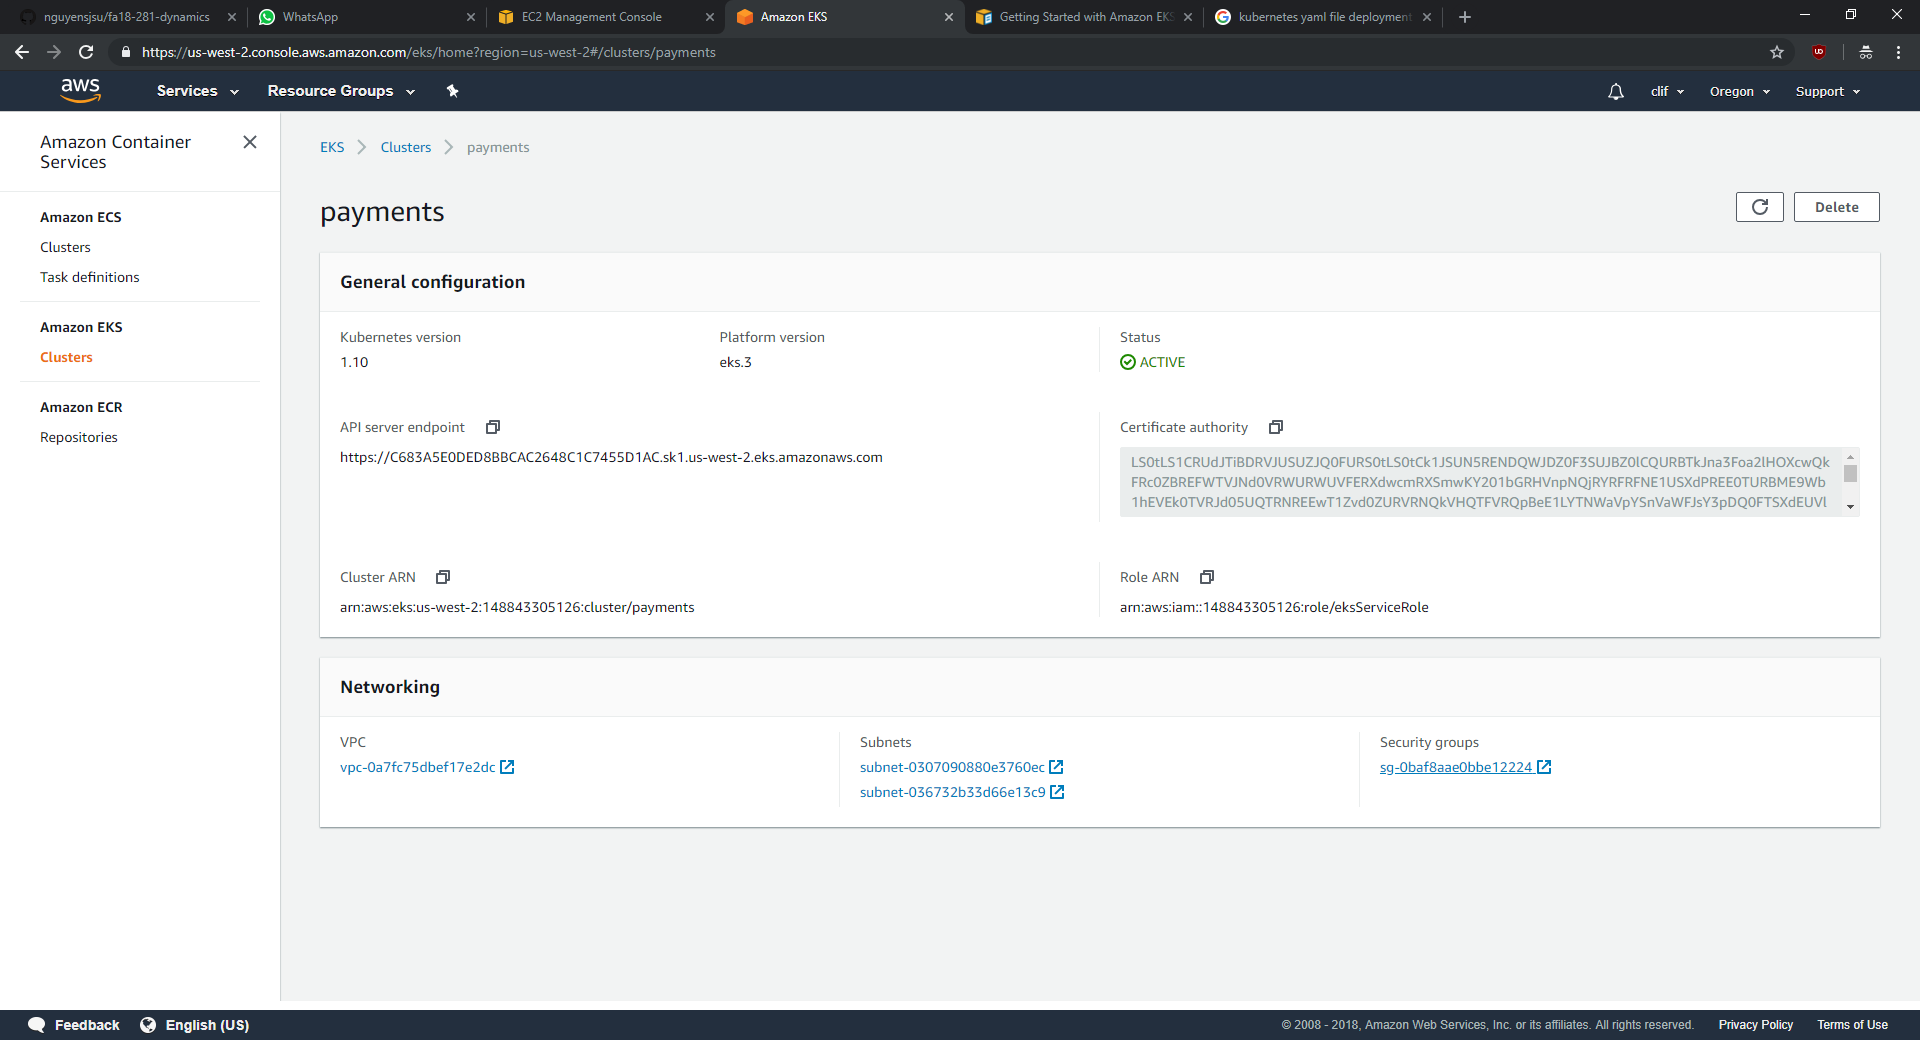 nguyensjsu/fa18-281-dynamics
WhatsApp
EC2 Management Console
Amazon EKS
Getting Started with Amazon EKS
kubernetes yaml file deployment
https://us-west-2.console.aws.amazon.com/eks/home?region=us-west-2#/clusters/payments
aws
Services
Resource Groups
clif
Oregon
Support
Amazon Container
Services
Amazon ECS
Clusters
Task definitions
Amazon EKS
Clusters
Amazon ECR
Repositories
EKS
Clusters
payments
payments
Delete
General configuration
Kubernetes version
1.10
Platform version
eks.3
Status
ACTIVE
API server endpoint
https://C683A5E0DED8BBCAC2648C1C7455D1AC.sk1.us-west-2.eks.amazonaws.com
Certificate authority
Cluster ARN
arn:aws:eks:us-west-2:148843305126:cluster/payments
Role ARN
arn:aws:iam::148843305126:role/eksServiceRole
Networking
VPC
vpc-0a7fc75dbef17e2dc
Subnets
subnet-0307090880e3760ec
subnet-036732b33d66e13c9
Security groups
sg-0baf8aae0bbe12224
Feedback
English (US)
© 2008 - 2018, Amazon Web Services, Inc. or its affiliates. All rights reserved.
Privacy Policy
Terms of Use